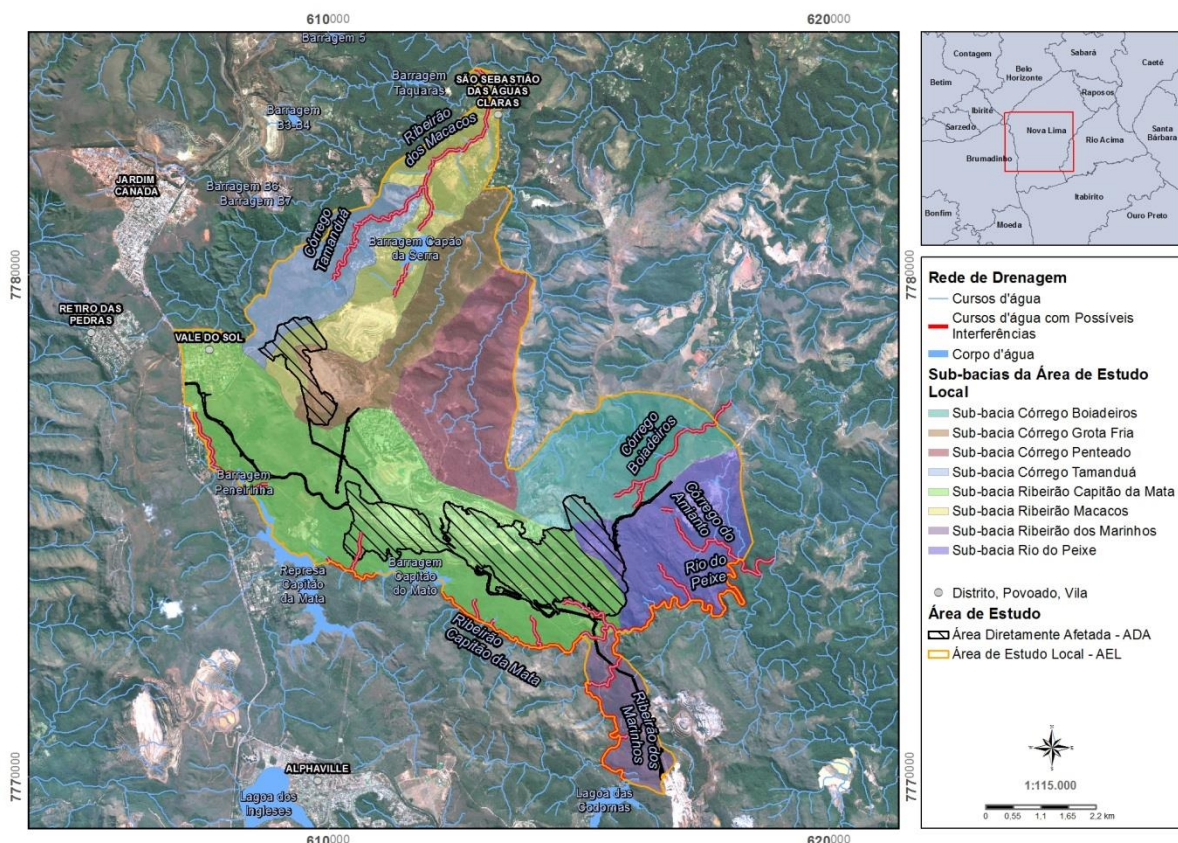 610000
620000
7780000
7770000
7780000
7770000
610000
620000
Barragem 5
Barragem
Taquaras
SÃO SEBASTIÃO
DAS ÁGUAS
CLARAS
Barragem
B3-B4
Ribeirão
dos Macacos
JARDIM
CANADÁ
Barragem B6
Barragem B7
Córrego
Tamanduá
Barragem Capão
da Serra
RETIRO DAS
PEDRAS
VALE DO SOL
Córrego
Boiadeiros
Barragem
Peneirinha
Córrego do
Amianto
Represa
Capitão
da Mata
Barragem
Capitão
do Mato
Rio do
Peixe
Ribeirão
Capitão da Mata
Ribeirão dos
Marinhos
ALPHAVILLE
Lagoa dos
Ingleses
Lagoa das
Codornas
Contagem
Belo
Horizonte
Sabará
Caeté
Betim
Raposos
Ibirité
Sarzedo
Nova Lima
Rio Acima
Santa
Bárbara
Brumadinho
Itabirito
Bonfim
Moeda
Ouro Preto
Rede de Drenagem
Cursos d'água
Cursos d'água com Possíveis
Interferências
Corpo d'água
Sub-bacias da Área de Estudo
Local
Sub-bacia Córrego Boiadeiros
Sub-bacia Córrego Grota Fria
Sub-bacia Córrego Penteado
Sub-bacia Córrego Tamanduá
Sub-bacia Ribeirão Capitão da Mata
Sub-bacia Ribeirão Macacos
Sub-bacia Ribeirão dos Marinhos
Sub-bacia Rio do Peixe
Distrito, Povoado, Vila
Área de Estudo
Área Diretamente Afetada - ADA
Área de Estudo Local - AEL
1:115.000
0 0,55 1,1 1,65 2,2 km